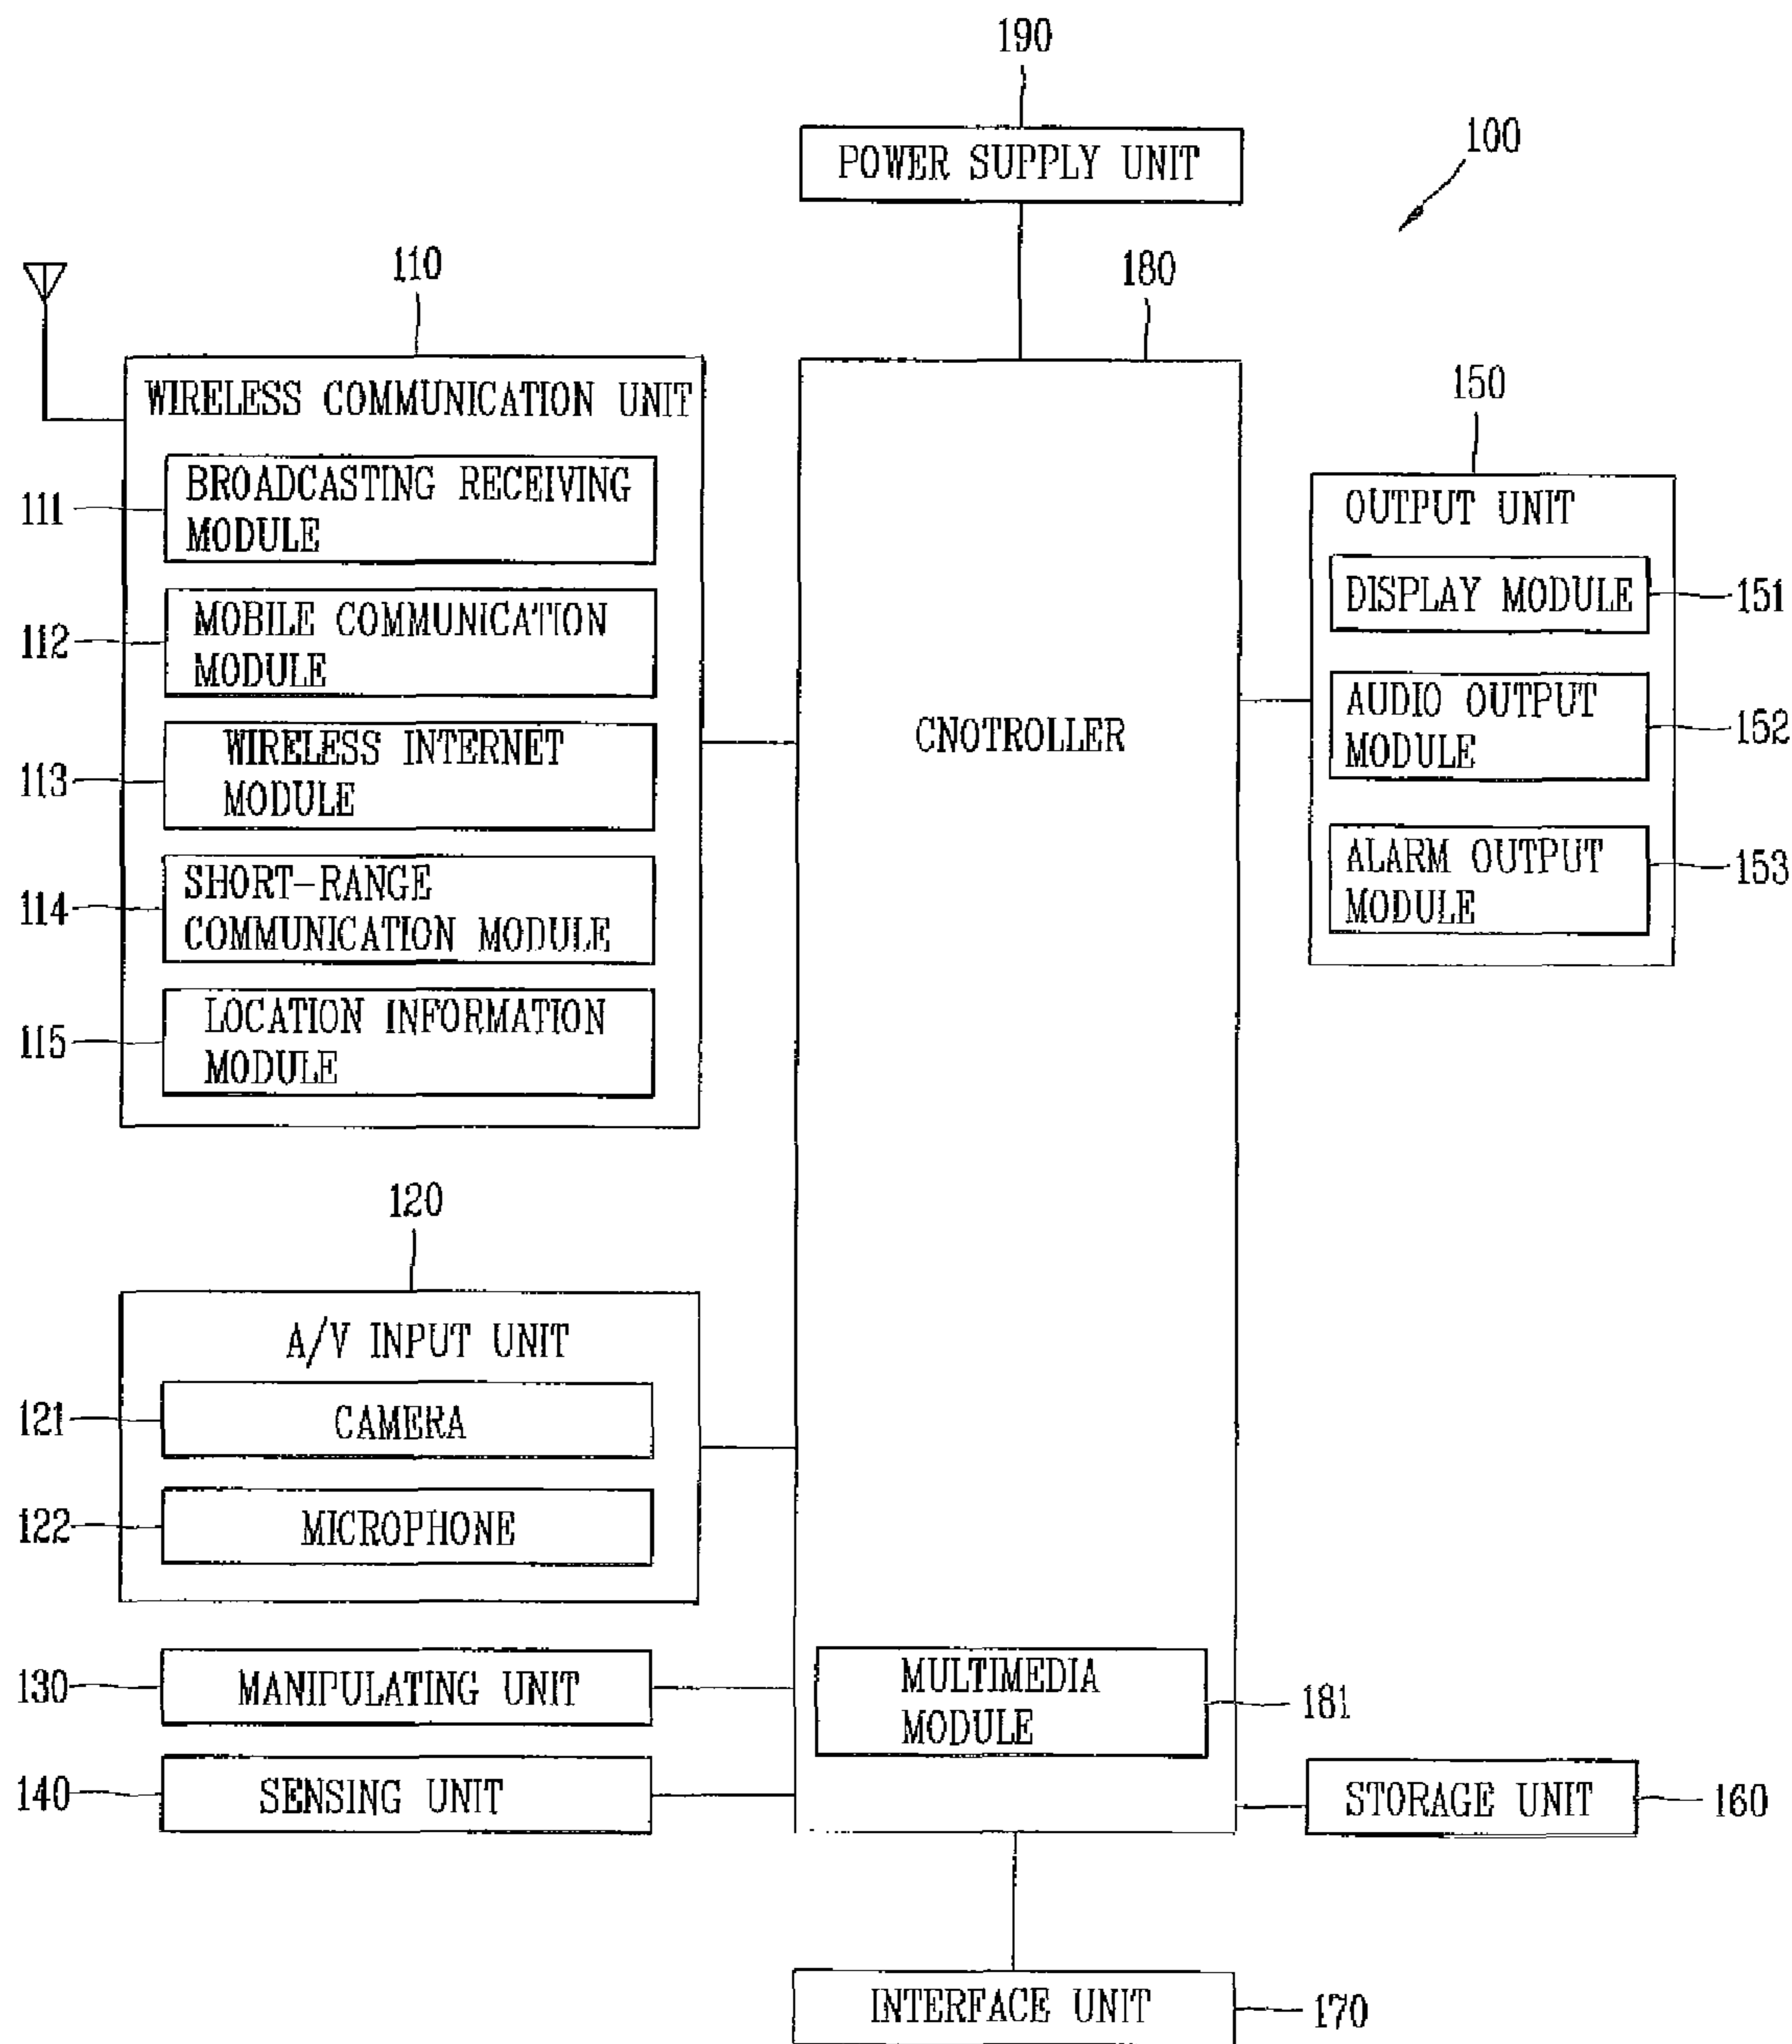 190
POWER SUPPLY UNIT
100
110
180
WIRELESS COMMUNICATION UNIT
111
BROADCASTING RECEIVING
MODULE
112
MOBILE COMMUNICATION
MODULE
113
WIRELESS INTERNET
MODULE
114
SHORT-RANGE
COMMUNICATION MODULE
115
LOCATION INFORMATION
MODULE
CNOTROLLER
150
OUTPUT UNIT
DISPLAY MODULE
151
AUDIO OUTPUT
MODULE
152
ALARM OUTPUT
MODULE
153
120
A/V INPUT UNIT
121
CAMERA
122
MICROPHONE
130
MANIPULATING UNIT
140
SENSING UNIT
MULTIMEDIA
MODULE
181
STORAGE UNIT
160
INTERFACE UNIT
170